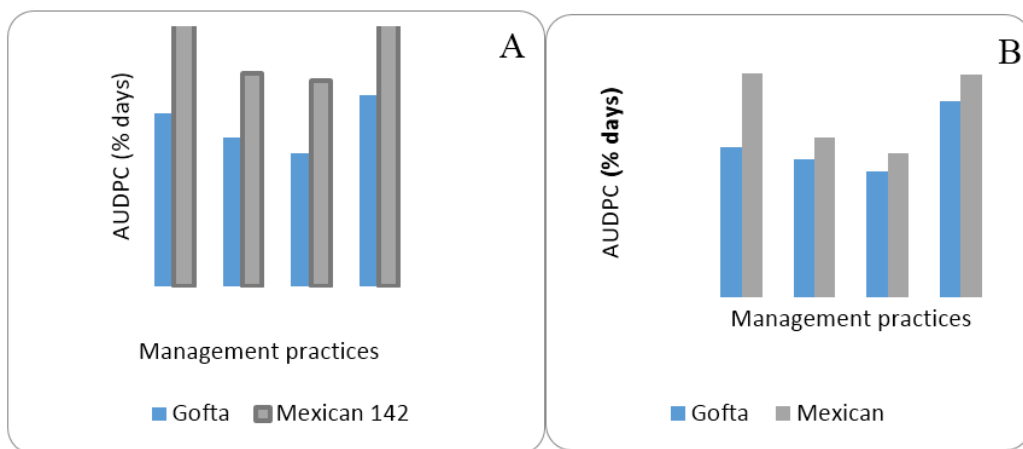 A
AUDPC (% days)
Management practices
Gofta
Mexican 142
B
AUDPC (% days)
Management practices
Gofta
Mexican